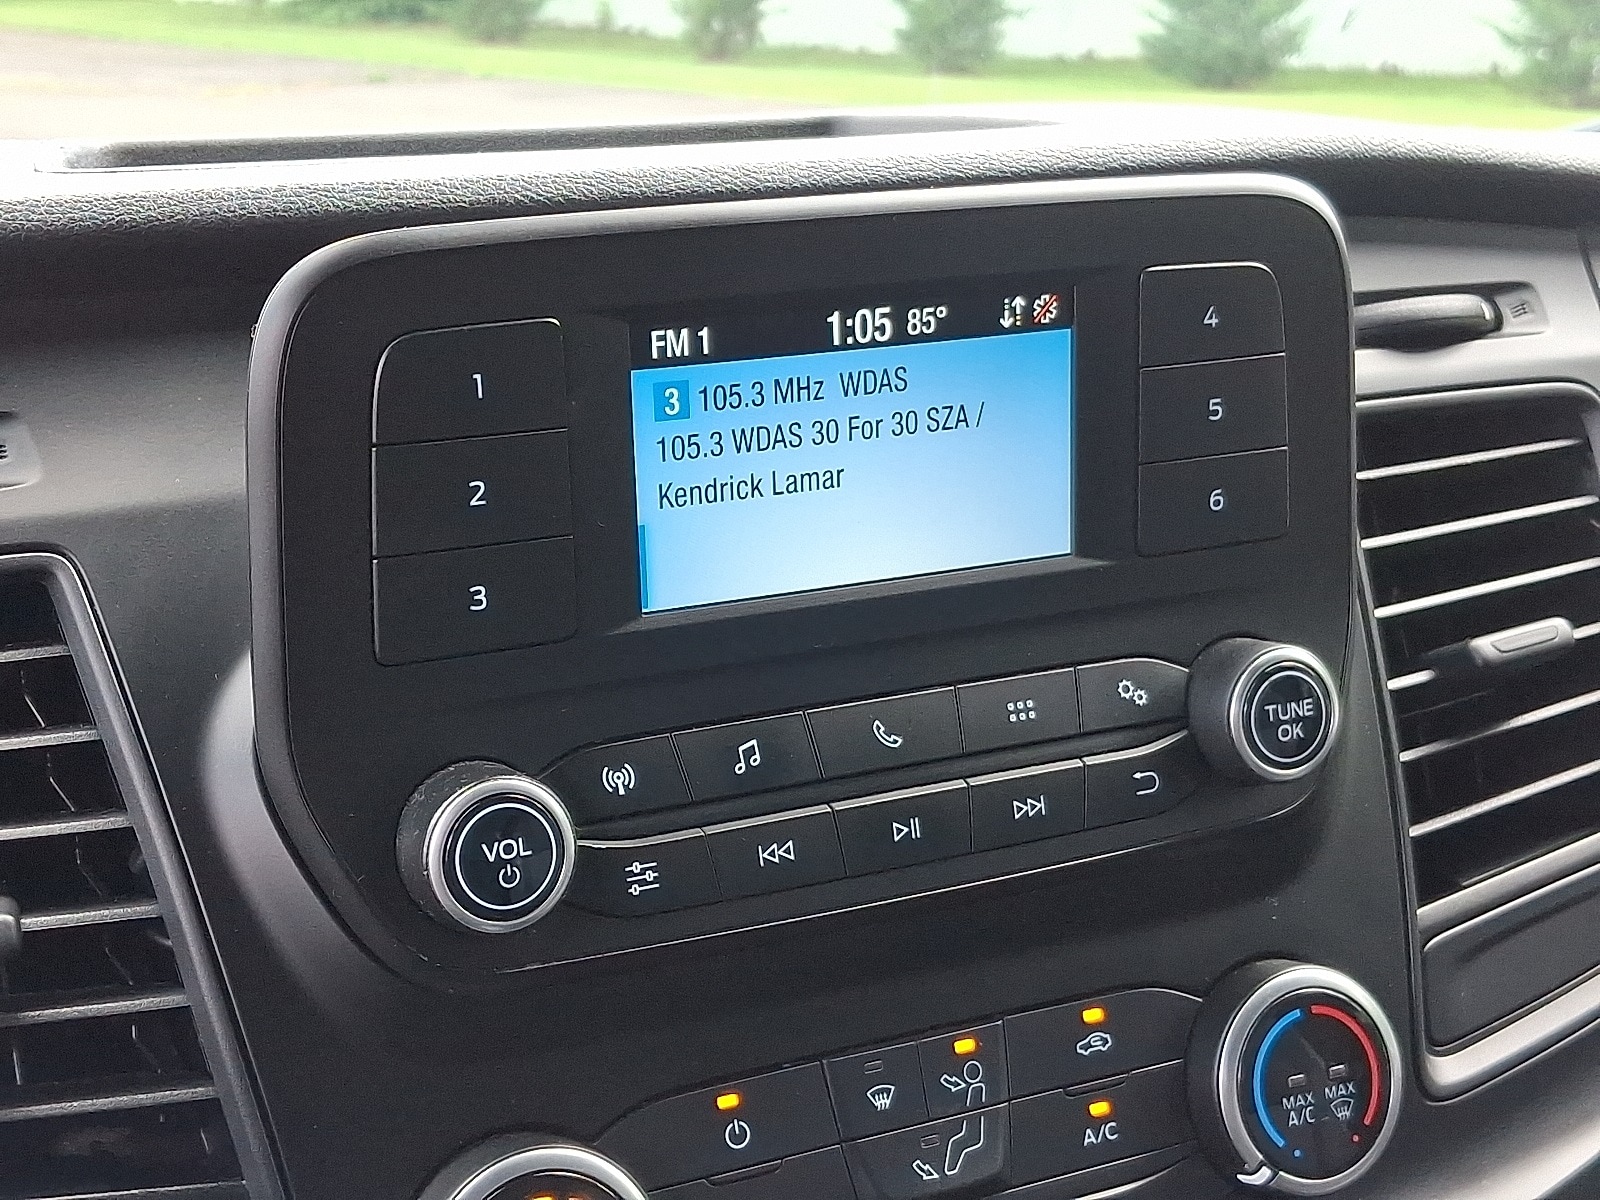 FM 1 1:05 85°
3 105.3 MHz WDAS
105.3 WDAS 30 For 30 SZA /
Kendrick Lamar
1
2
3
4
5
6
TUNE
OK
VOL
A/C
MAX
A/C
MAX